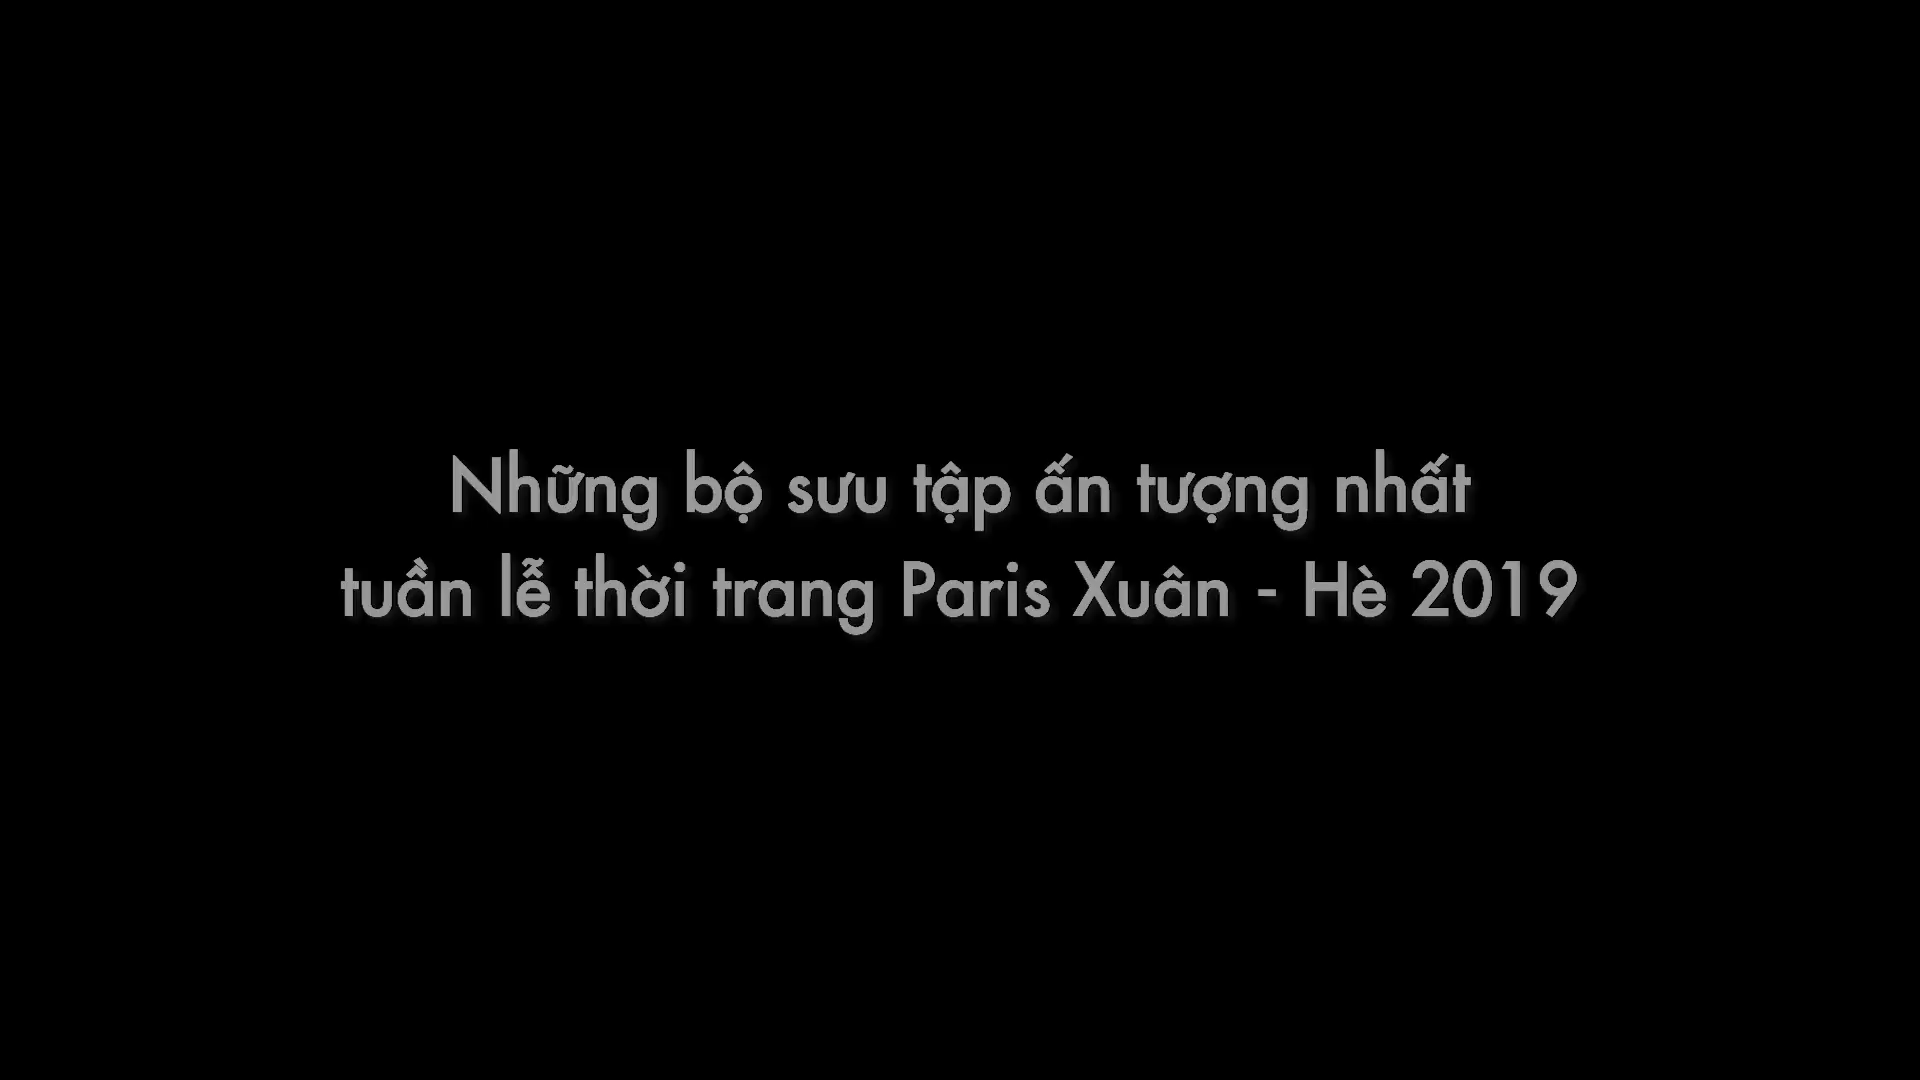 Những bộ sưu tập ấn tượng nhất
tuần lễ thời trang Paris Xuân - Hè 2019